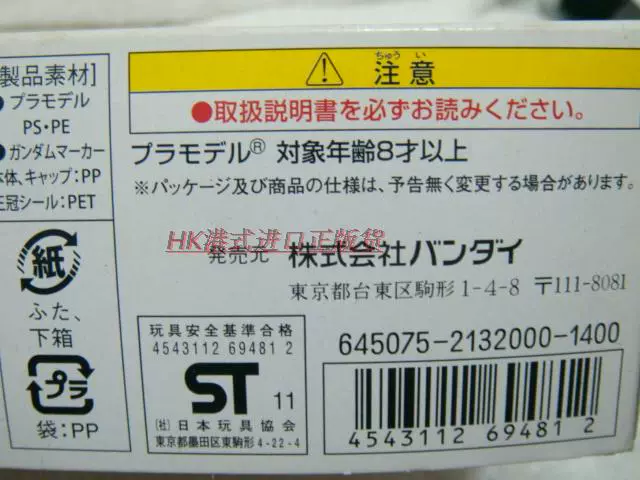 製品素材]
●プラモデル
PS・PE
●ガンダムマーカー
本体、キャップ:PP
王冠シール:PET
紙
ふた、
下箱
プラ
袋:PP
ちゅう い
注意
●取扱説明書を必ずお読みください。
プラモデル® 対象年齢8才以上
※パッケージ及び商品の仕様は、予告無く変更する場合があります。
HK港式进口正版货
発売元 株式会社バンダイ
東京都台東区駒形1-4-8 〒111-8081
玩具安全基準合格
4543112 69481 2
ST 11
(社)日本玩具協会
東京都墨田区東駒形4-22-4
645075-2132000-1400
4543112 694812